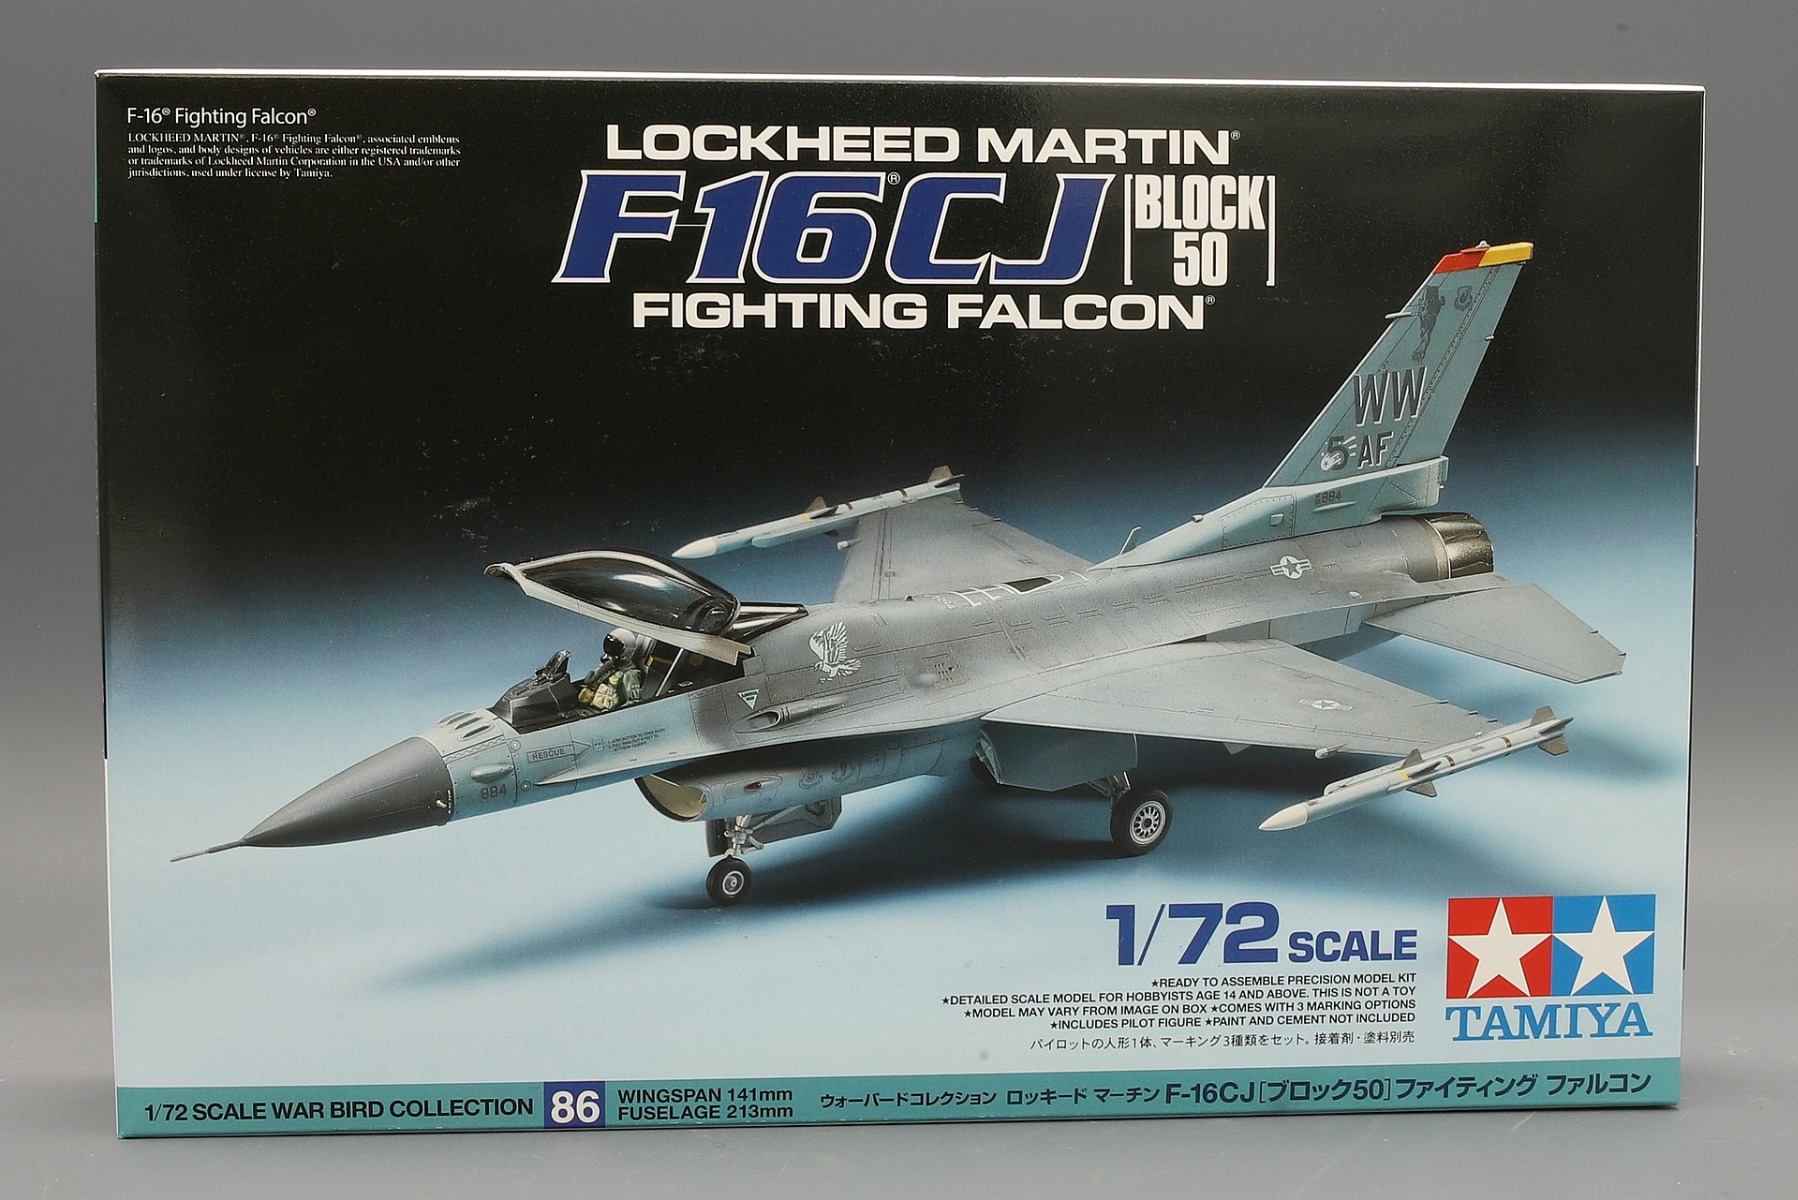 F-16® Fighting Falcon®
LOCKHEED MARTIN®, F-16® Fighting Falcon®, associated emblems
and logos, and body designs of vehicles are either registered trademarks
or trademarks of Lockheed Martin Corporation in the USA and/or other
jurisdictions, used under license by Tamiya.
LOCKHEED MARTIN®
F-16®CJ [BLOCK 50]
FIGHTING FALCON®
WW
5 AF
884
RESCUE
884
1/72 SCALE
★READY TO ASSEMBLE PRECISION MODEL KIT
★DETAILED SCALE MODEL FOR HOBBYISTS AGE 14 AND ABOVE. THIS IS NOT A TOY
★MODEL MAY VARY FROM IMAGE ON BOX ★COMES WITH 3 MARKING OPTIONS
★INCLUDES PILOT FIGURE ★PAINT AND CEMENT NOT INCLUDED
パイロットの人形1体、マーキング3種類をセット。接着剤・塗料別売
TAMIYA
1/72 SCALE WAR BIRD COLLECTION 86
WINGSPAN 141mm
FUSELAGE 213mm
ウォーバードコレクション ロッキード マーチン F-16CJ[ブロック50]ファイティング ファルコン